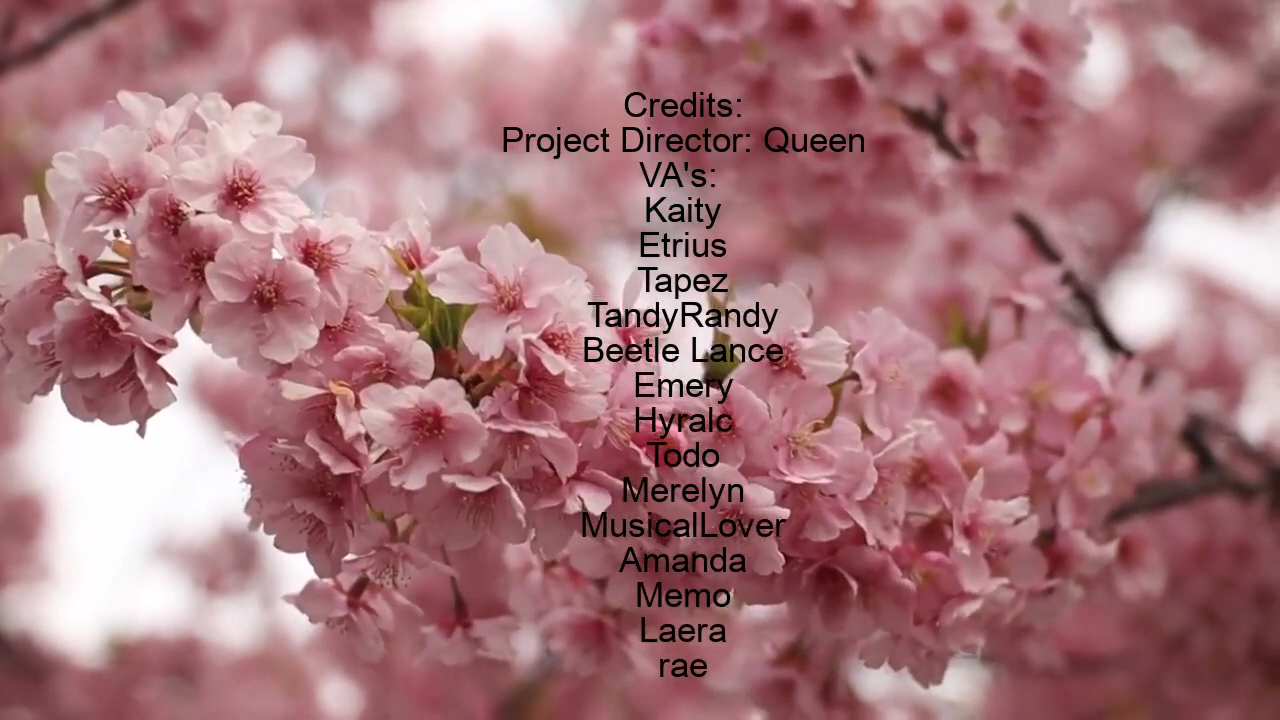 Credits:
Project Director: Queen
VA's:
Kaity
Etrius
Tapez
TandyRandy
Beetle Lance
Emery
Hyralc
Todo
Merelyn
MusicalLover
Amanda
Memo
Laera
rae